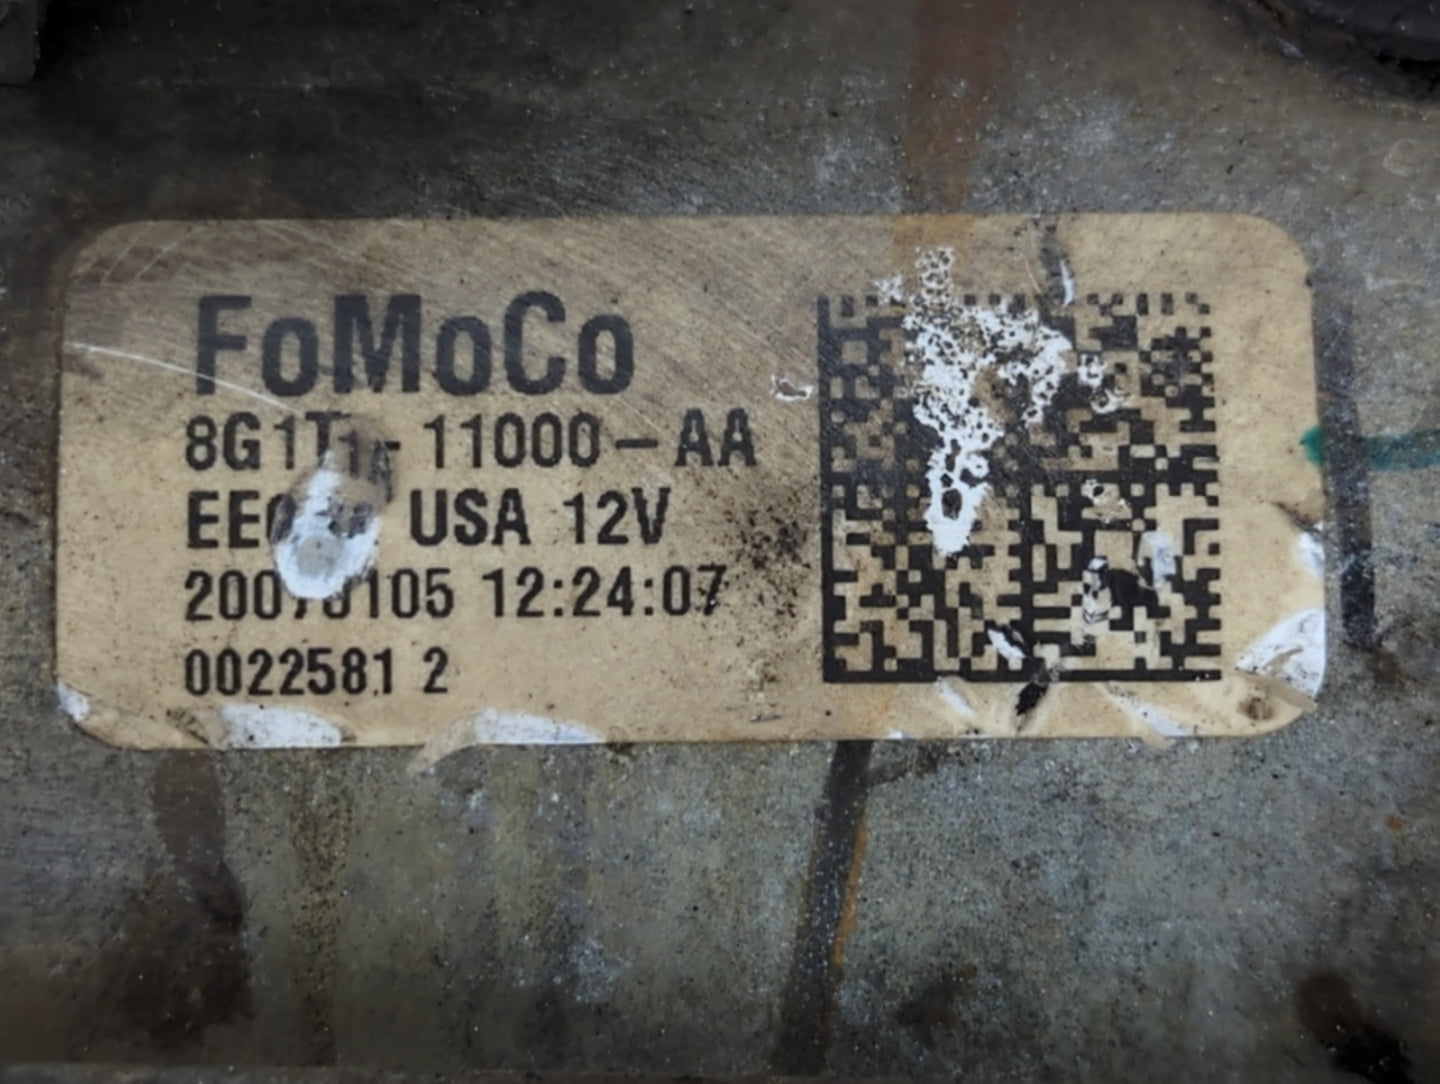 FoMoCo
- 11000 - AA
USA 12V
12:24:07
0022581 2